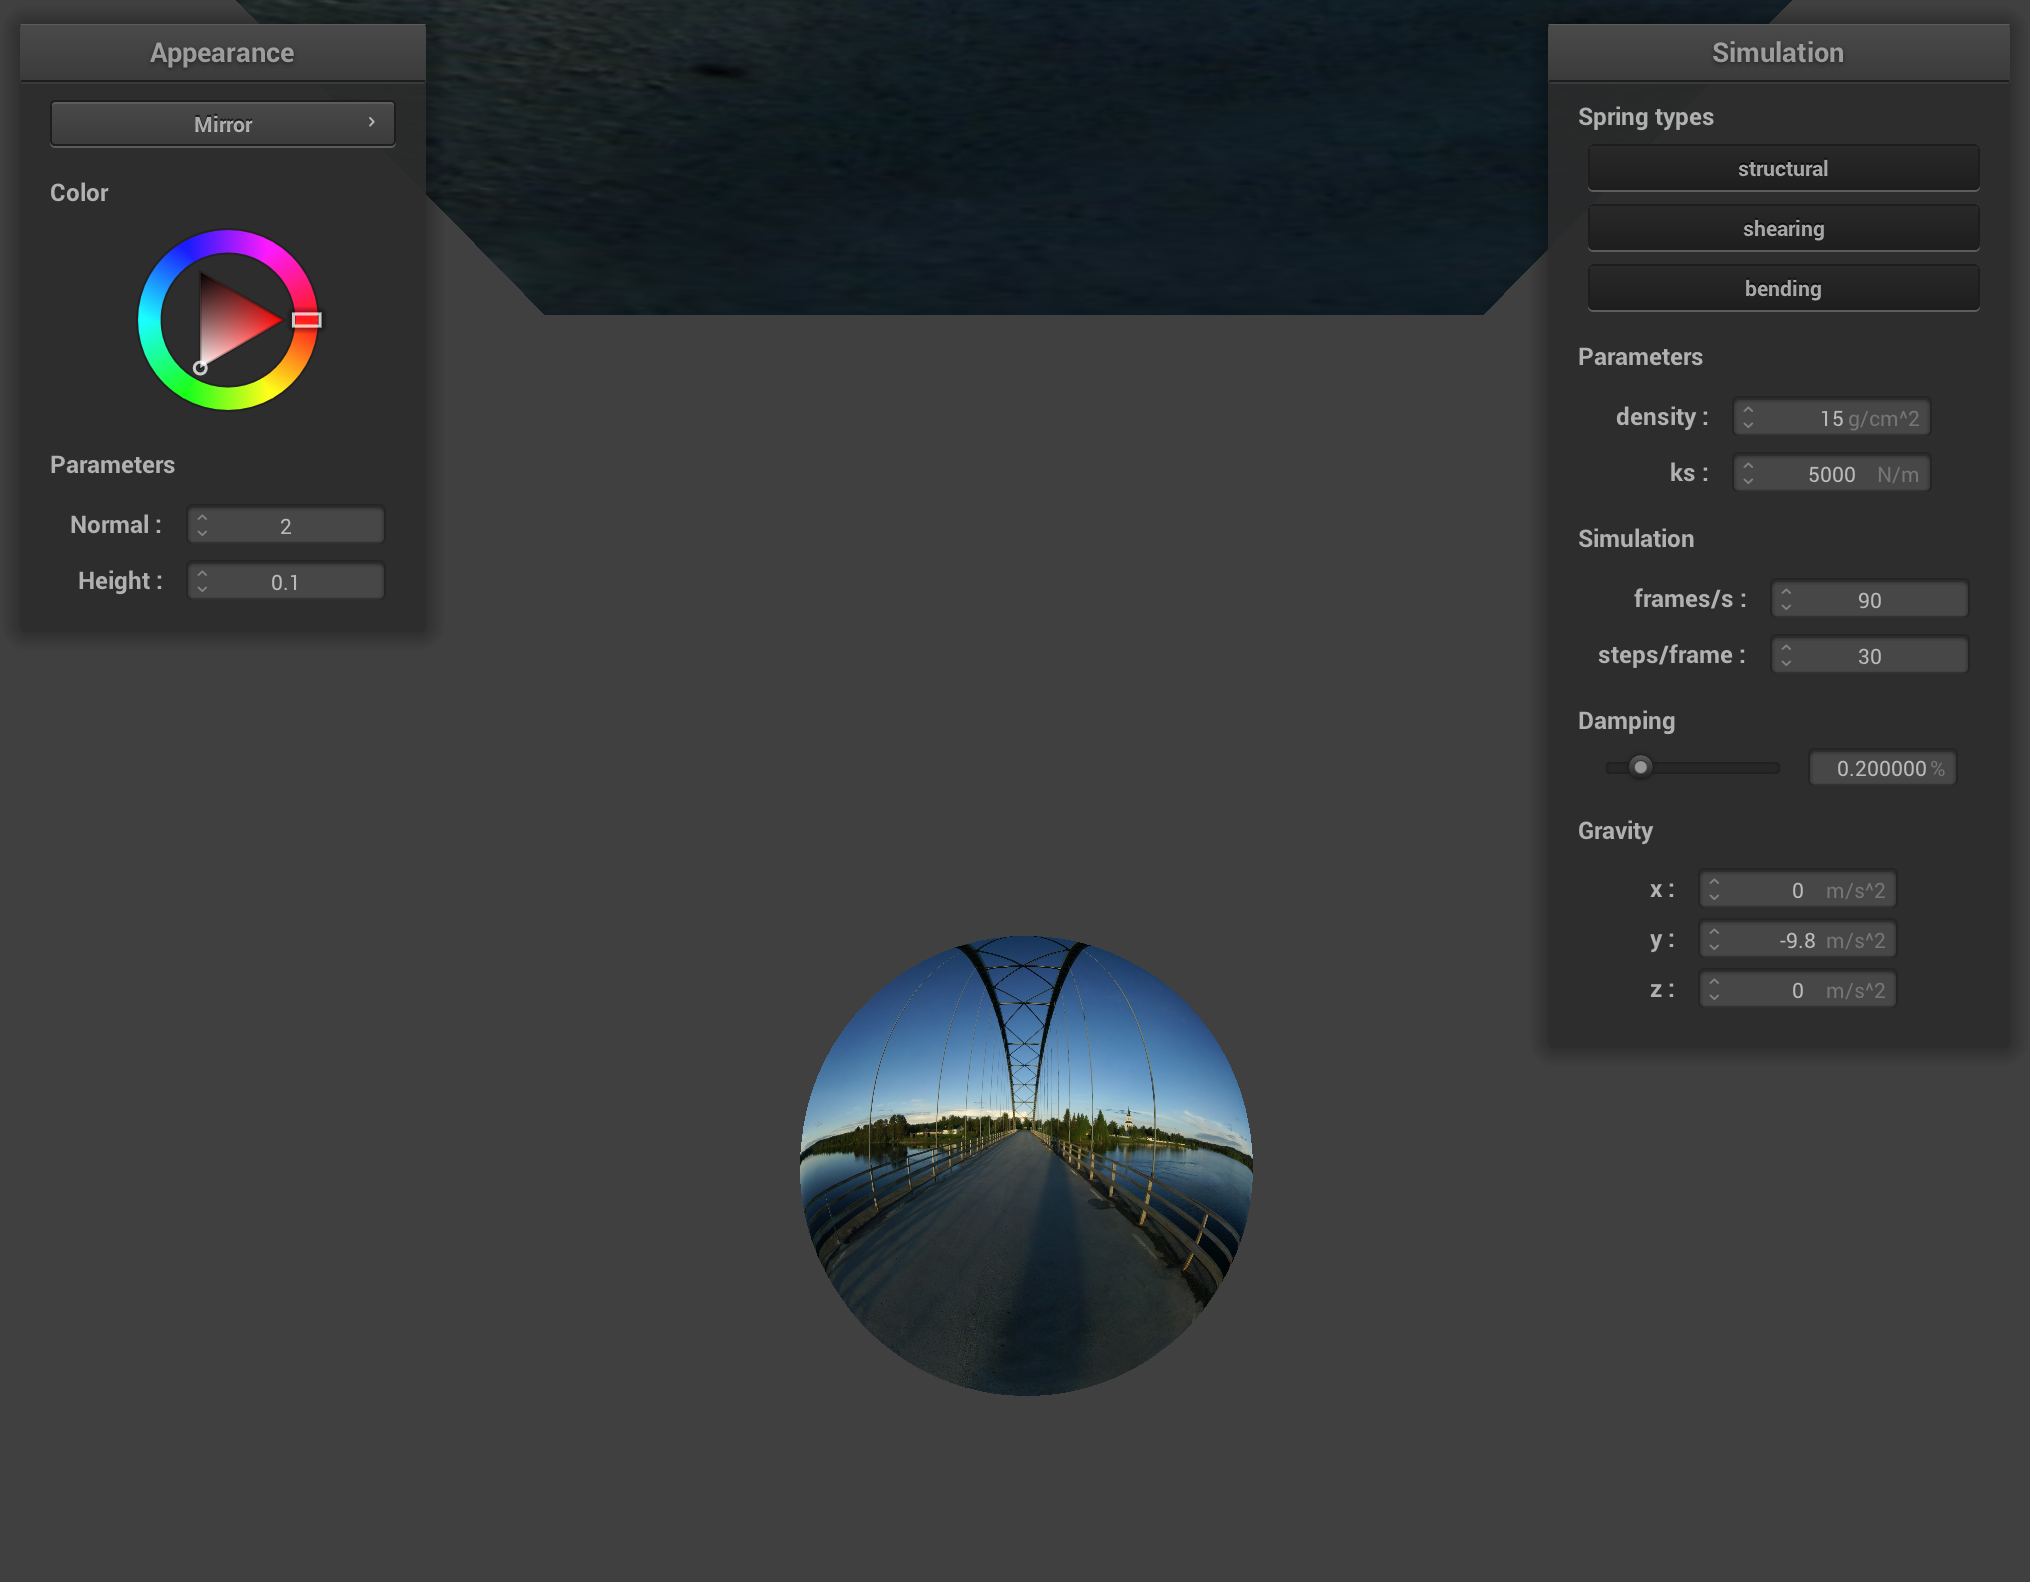 Appearance
Mirror
Color
Parameters
Normal : 2
Height : 0.1
Simulation
Spring types
structural
shearing
bending
Parameters
density : 15 g/cm^2
ks : 5000 N/m
Simulation
frames/s : 90
steps/frame : 30
Damping
0.200000 %
Gravity
x : 0 m/s^2
y : -9.8 m/s^2
z : 0 m/s^2